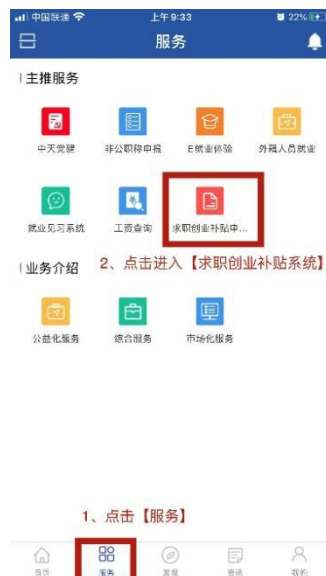 中国联通 上午9:33 22%
服务
主推服务
中天党建 非公职称申报 E就业体验 外籍人员就业
就业见习系统 工资查询 求职创业补贴申...
2、点击进入【求职创业补贴系统】
业务介绍
公益化服务 综合服务 市场化服务
1、点击【服务】
首页 服务 发现 资讯 我的